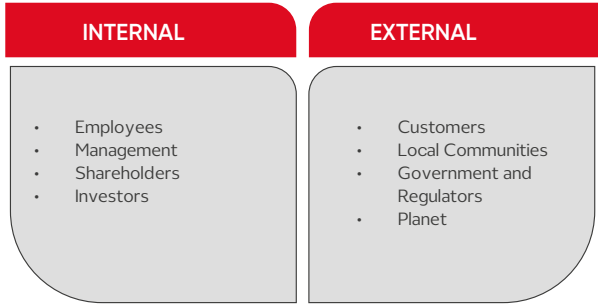 INTERNAL
• Employees
• Management
• Shareholders
• Investors
EXTERNAL
• Customers
• Local Communities
• Government and
Regulators
• Planet